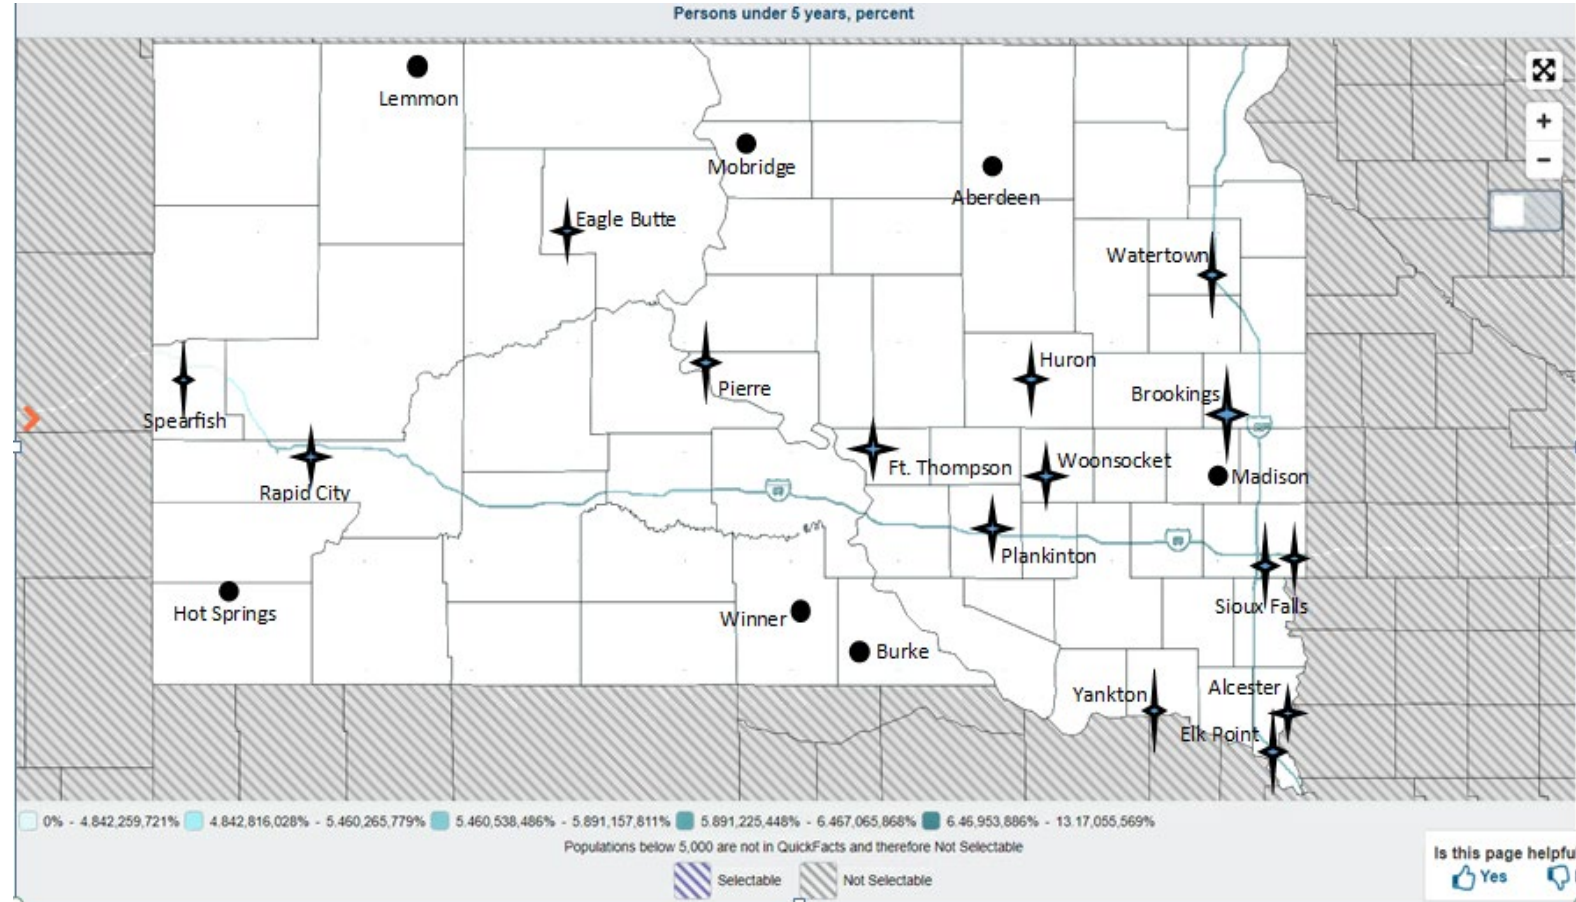 Persons under 5 years, percent
Lemmon
Mobridge
Aberdeen
Eagle Butte
Watertown
Huron
Pierre
Brookings
Spearfish
Ft. Thompson
Woonsocket
Madison
Rapid City
Plankinton
Hot Springs
Winner
Sioux Falls
Burke
Yankton
Alcester
Elk Point
+
−
0% - 4.842,259,721% 4.842,816,028% - 5.460,265,779% 5.460,538,486% - 5.891,157,811% 5.891,225,448% - 6.467,065,868% 6.46,953,886% - 13.17,055,569%
Populations below 5,000 are not in QuickFacts and therefore Not Selectable
Selectable Not Selectable
Is this page helpfu
Yes